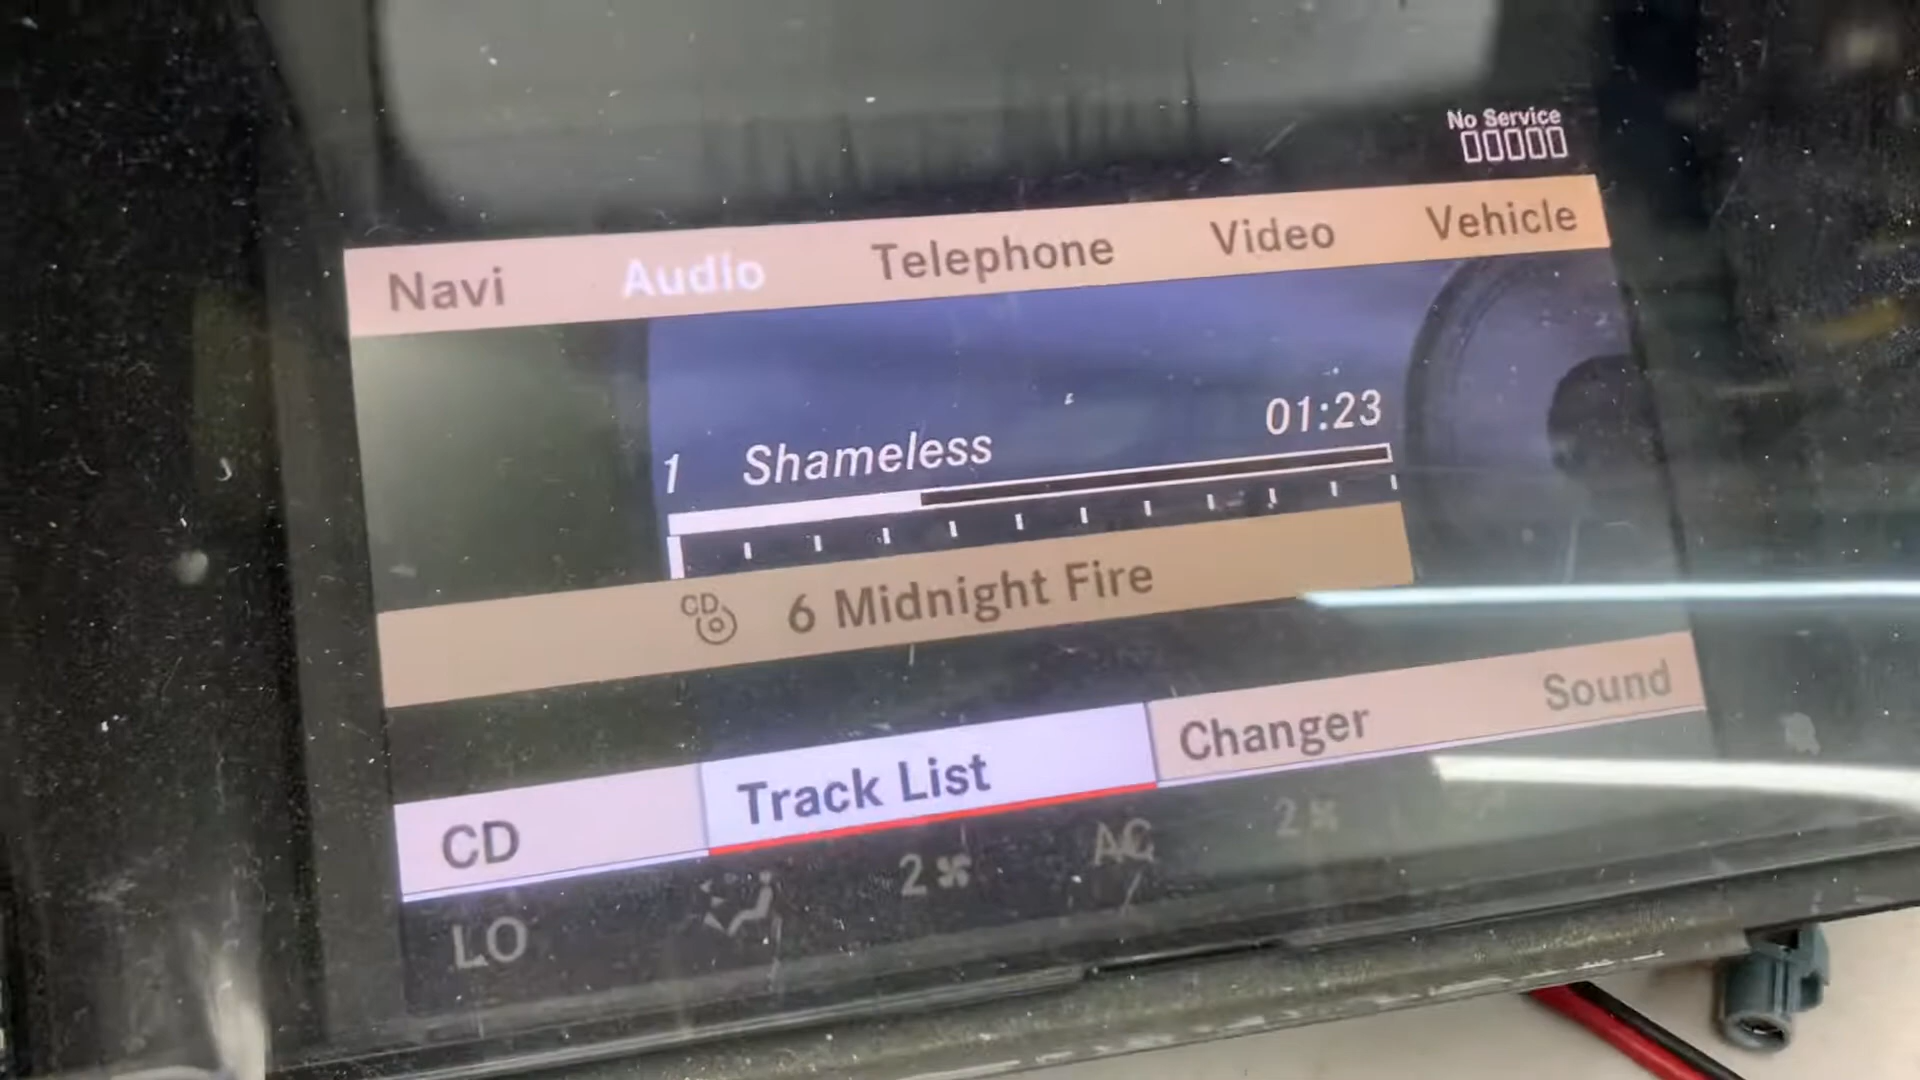 No Service
Navi Audio Telephone Video Vehicle
1 Shameless 01:23
CD 6 Midnight Fire
CD Track List Changer Sound
LO 2 AC 2